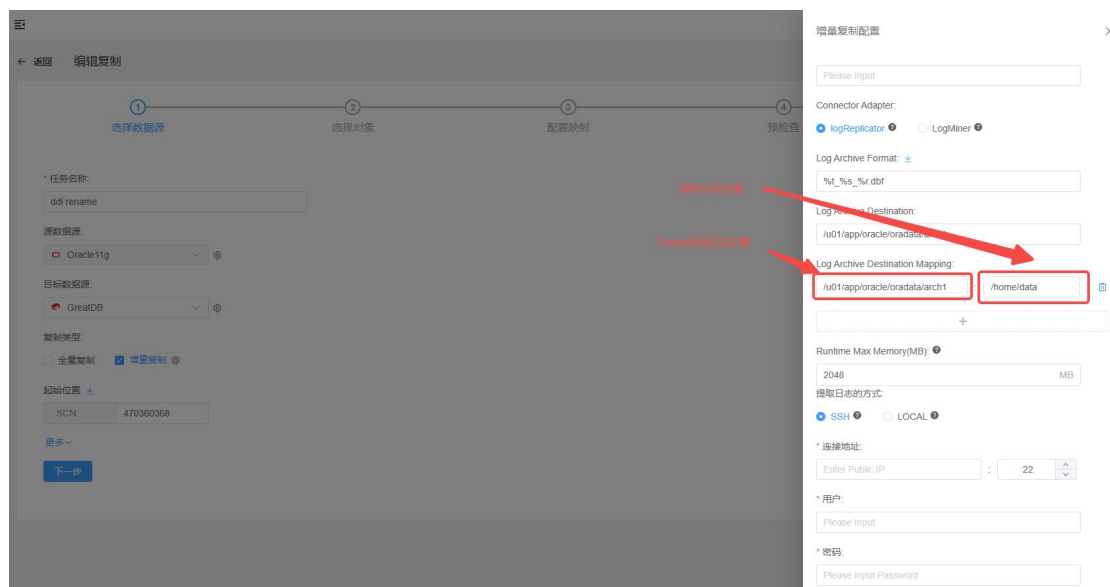 增量复制配置
← 返回 编辑复制
Please Input
1
2
3
4
选择数据源
选择对象
配置映射
预检查
Connector Adapter:
logReplicator
LogMiner
Log Archive Format:
%t_%s_%r.dbf
* 任务名称:
ddl rename
Log Archive Destination:
/u01/app/oracle/oradata/arch1
源数据源:
Oracle11g
Log Archive Destination Mapping:
/u01/app/oracle/oradata/arch1 : /home/data
目标数据源:
GreatDB
复制类型:
全量复制 增量复制
Runtime Max Memory(MB):
2048 MB
起始位置
SCN: 470360368
提取日志的方式:
SSH LOCAL
更多
下一步
* 连接地址:
Enter Public IP. : 22
* 用户:
Please Input
* 密码:
Please Input Password